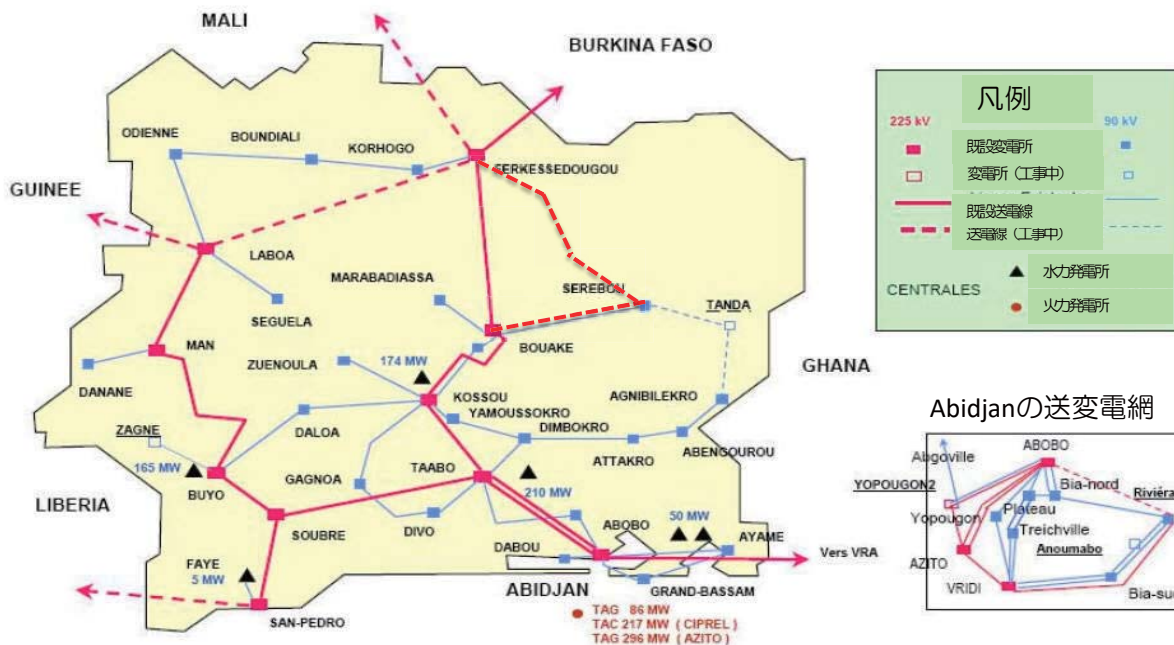 MALI
BURKINA FASO
ODIENNE
BOUNDIALI
KORHOGO
FERKESSEDOUGOU
GUINEE
LABOA
MARABADIASSA
SEREBOU
TANDA
SEGUELA
MAN
ZUENOULA
174 MW
BOUAKE
GHANA
DANANE
KOSSOU
AGNIBILEKRO
YAMOUSSOKRO
DALOA
DIMBOKRO
ZAGNE
ABENGOUROU
ATTAKRO
165 MW
GAGNOA
TAABO
BUYO
210 MW
LIBERIA
SOUBRE
DIVO
ABOBO
50 MW
AYAME
DABOU
Vers VRA
FAYE
5 MW
ABIDJAN
GRAND-BASSAM
SAN-PEDRO
TAG 86 MW
TAC 217 MW ( CIPREL )
TAG 296 MW ( AZITO )
凡例
225 kV
90 kV
既設変電所
変電所（工事中）
既設送電線
送電線（工事中）
水力発電所
CENTRALES
火力発電所
Abidjanの送変電網
ABOBO
Abgoville
Bia-nord
YOPOUGON2
Riviéra
Plateau
Yopougon
Treichville
Anoumabo
AZITO
VRIDI
Bia-sud